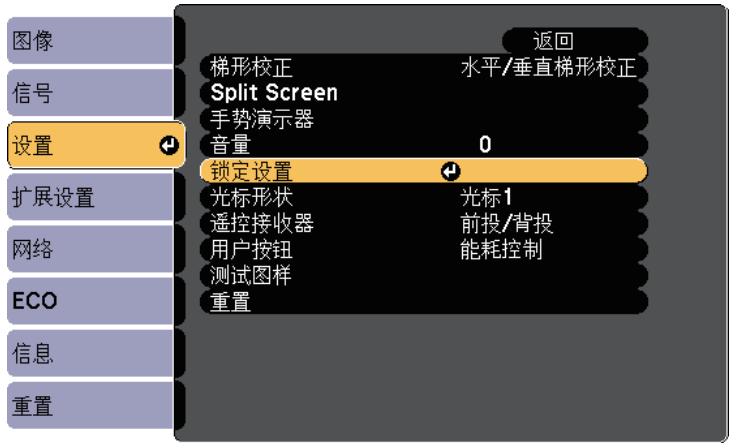 图像
信号
设置
扩展设置
网络
ECO
信息
重置
返回
梯形校正 水平/垂直梯形校正
Split Screen
手势演示器
音量 0
锁定设置
光标形状 光标1
遥控接收器 前投/背投
用户按钮 能耗控制
测试图样
重置